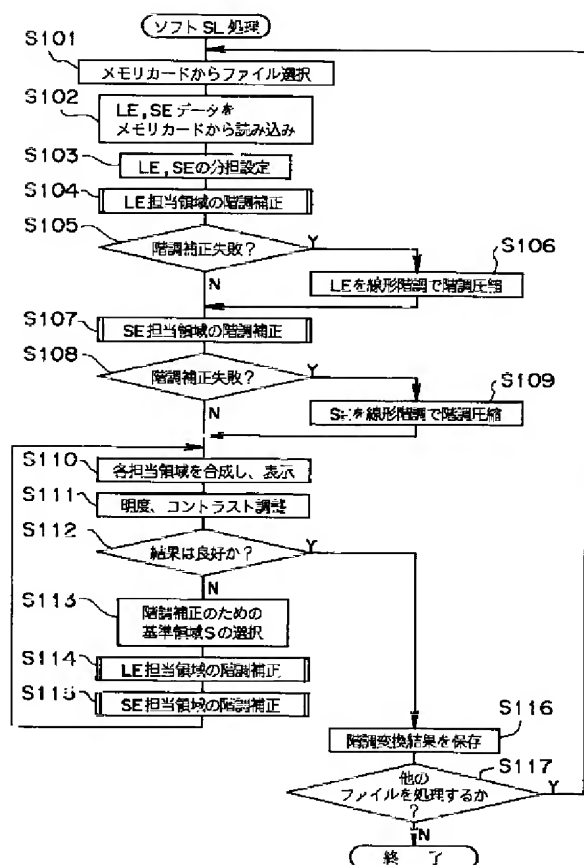 ソフトSL処理
S101
メモリカードからファイル選択
S102
LE,SEデータを
メモリカードから読み込み
S103
LE,SEの分担設定
S104
LE担当領域の階調補正
S105
階調補正失敗?
Y
N
S106
LEを線形階調で階調圧縮
S107
SE担当領域の階調補正
S108
階調補正失敗?
Y
N
S109
SEを線形階調で階調圧縮
S110
各担当領域を合成し、表示
S111
明度、コントラスト調整
S112
結果は良好か?
Y
N
S113
階調補正のための
基準領域Sの選択
S114
LE担当領域の階調補正
S115
SE担当領域の階調補正
S116
階調変換結果を保存
S117
他の
ファイルを処理するか
?
Y
N
終了